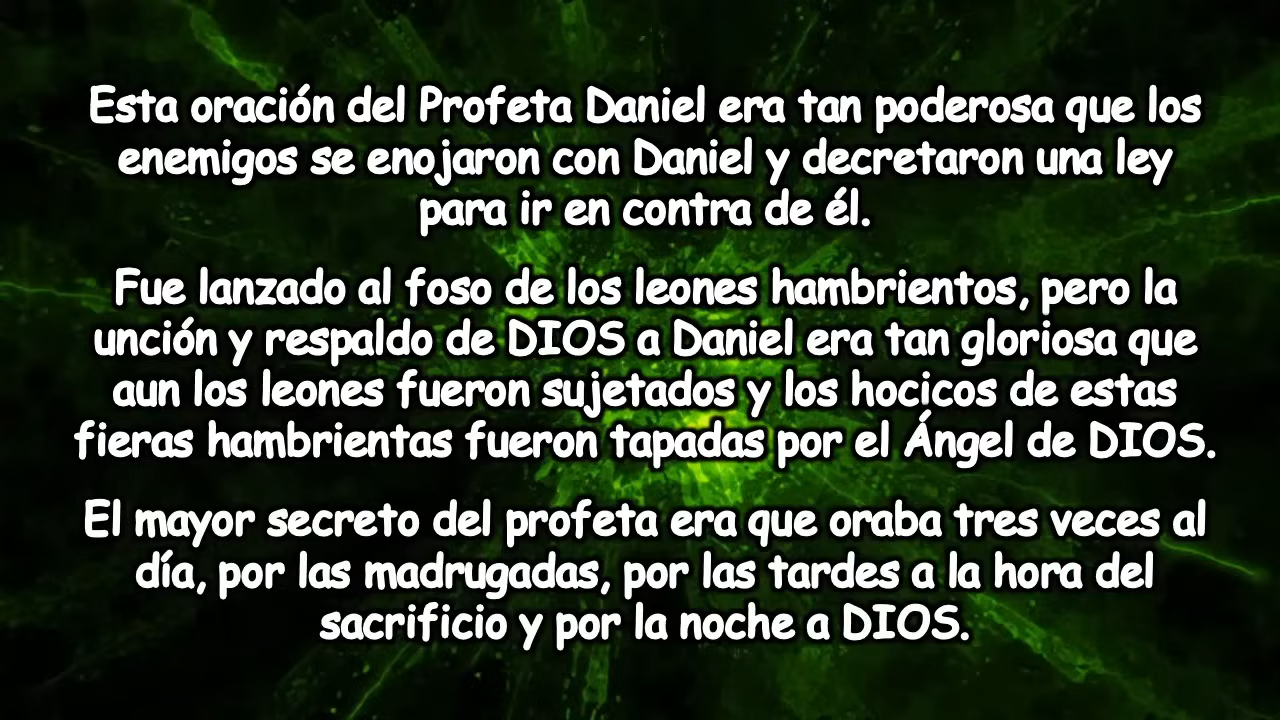 Esta oración del Profeta Daniel era tan poderosa que los
enemigos se enojaron con Daniel y decretaron una ley
para ir en contra de él.
Fue lanzado al foso de los leones hambrientos, pero la
unción y respaldo de DIOS a Daniel era tan gloriosa que
aun los leones fueron sujetados y los hocicos de estas
fieras hambrientas fueron tapadas por el Ángel de DIOS.
El mayor secreto del profeta era que oraba tres veces al
día, por las madrugadas, por las tardes a la hora del
sacrificio y por la noche a DIOS.